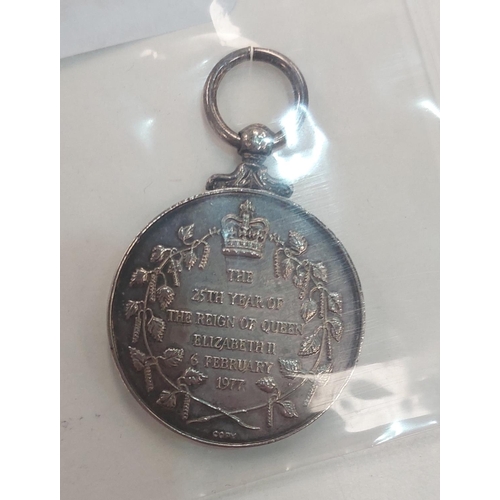 THE
25TH YEAR OF
THE REIGN OF QUEEN
ELIZABETH II
6 FEBRUARY
1977
COPY